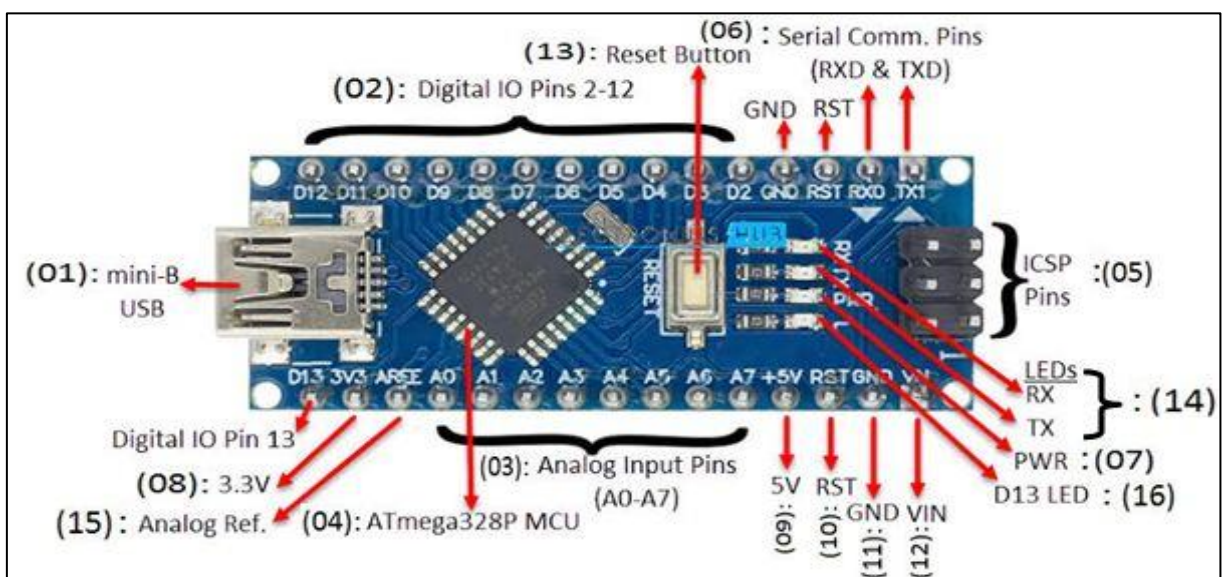 (06) : Serial Comm. Pins
(RXD & TXD)
(13): Reset Button
(02): Digital IO Pins 2-12
GND RST
D12 D11 D10 D9 D8 D7 D6 D5 D4 D3 D2 GND RST RX0 TX1
RX
TX
PWR
L
RESET
(01): mini-B
USB
ICSP :(05)
Pins
D13 3V3 AREF A0 A1 A2 A3 A4 A5 A6 A7 +5V RST GND VIN
LEDs
RX
TX
: (14)
PWR :(07)
D13 LED : (16)
Digital IO Pin 13
(08): 3.3V
(15): Analog Ref.
(03): Analog Input Pins
(A0-A7)
(04): ATmega328P MCU
5V RST GND VIN
(09):
(10):
(11):
(12):